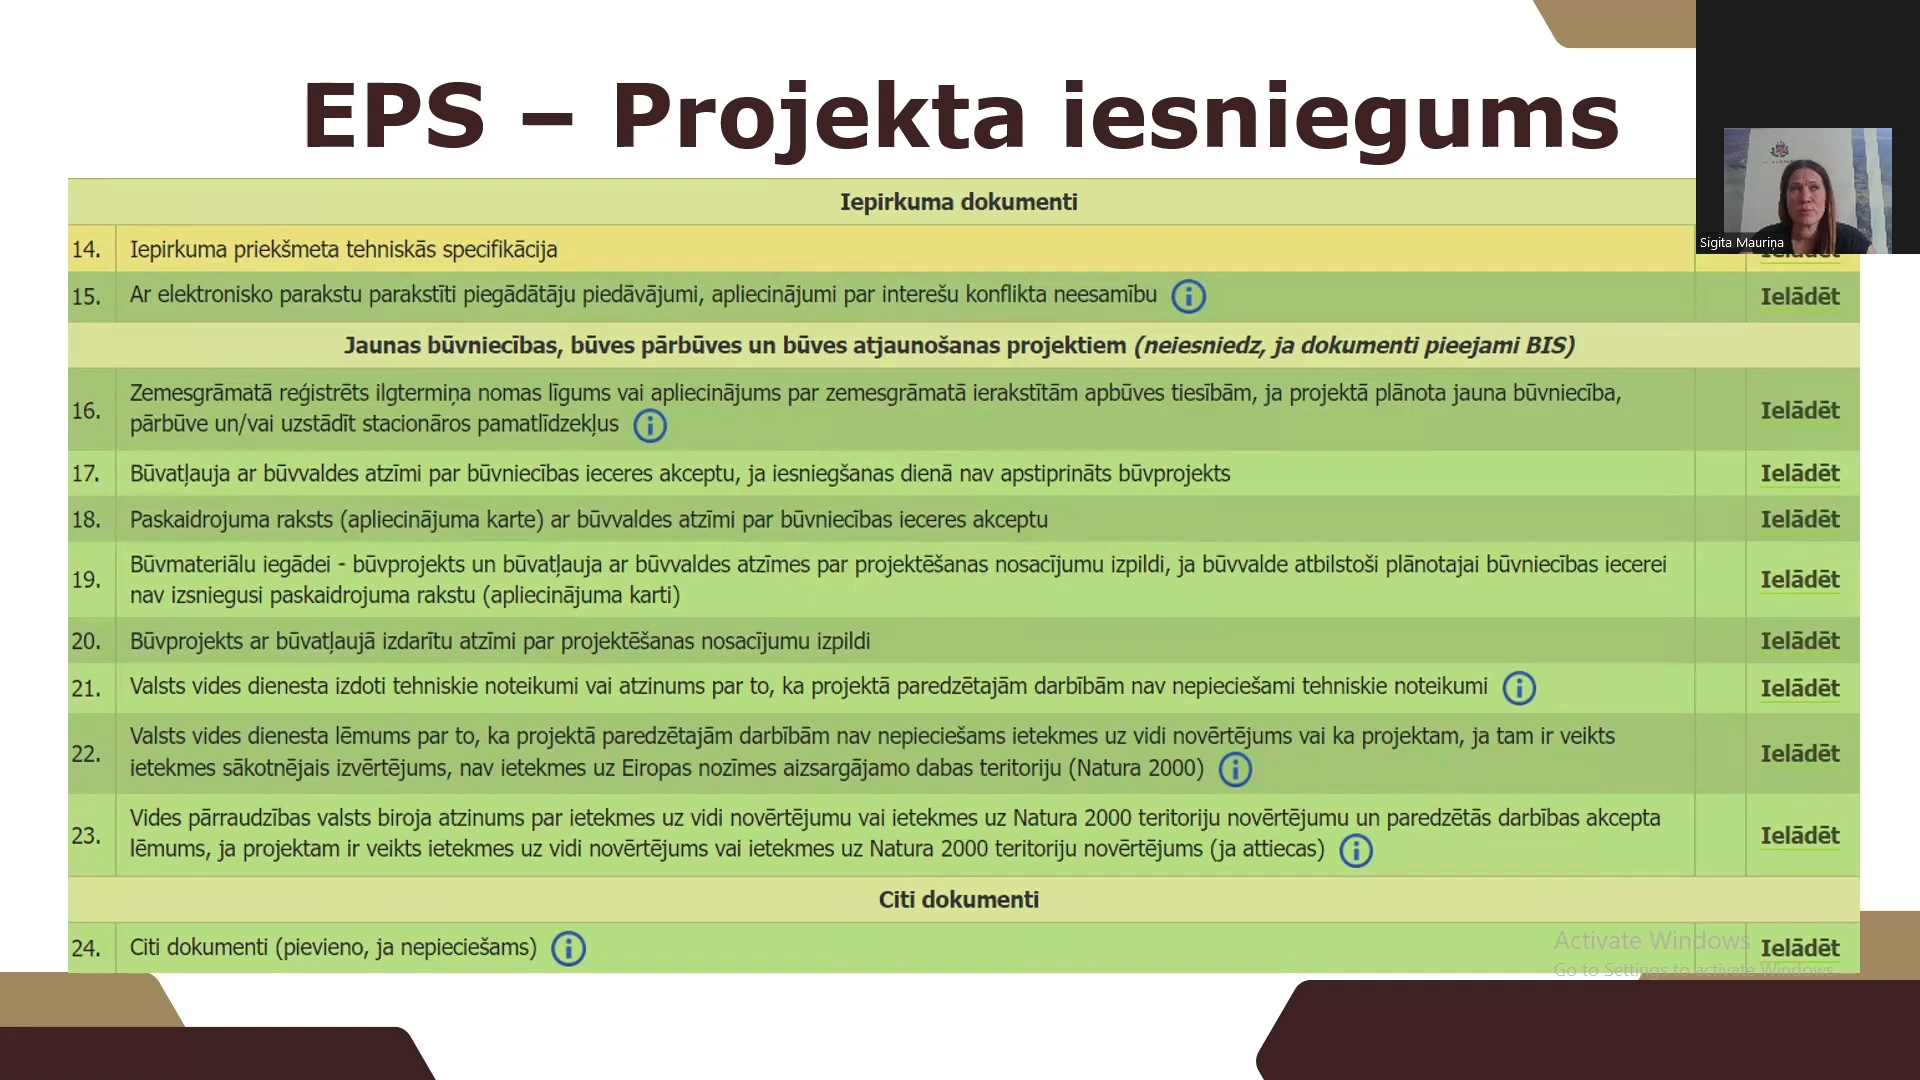 EPS – Projekta iesniegums
Iepirkuma dokumenti
14. Iepirkuma priekšmeta tehniskās specifikācija Ielādēt
Sigita Mauriņa
15. Ar elektronisko parakstu parakstīti piegādātāju piedāvājumi, apliecinājumi par interešu konflikta neesamību Ielādēt
Jaunas būvniecības, būves pārbūves un būves atjaunošanas projektiem (neiesniedz, ja dokumenti pieejami BIS)
16. Zemesgrāmatā reģistrēts ilgtermiņa nomas līgums vai apliecinājums par zemesgrāmatā ierakstītām apbūves tiesībām, ja projektā plānota jauna būvniecība,
pārbūve un/vai uzstādīt stacionāros pamatlīdzekļus Ielādēt
17. Būvatļauja ar būvvaldes atzīmi par būvniecības ieceres akceptu, ja iesniegšanas dienā nav apstiprināts būvprojekts Ielādēt
18. Paskaidrojuma raksts (apliecinājuma karte) ar būvvaldes atzīmi par būvniecības ieceres akceptu Ielādēt
19. Būvmateriālu iegādei - būvprojekts un būvatļauja ar būvvaldes atzīmes par projektēšanas nosacījumu izpildi, ja būvvalde atbilstoši plānotajai būvniecības iecerei
nav izsniegusi paskaidrojuma rakstu (apliecinājuma karti) Ielādēt
20. Būvprojekts ar būvatļaujā izdarītu atzīmi par projektēšanas nosacījumu izpildi Ielādēt
21. Valsts vides dienesta izdoti tehniskie noteikumi vai atzinums par to, ka projektā paredzētajām darbībām nav nepieciešami tehniskie noteikumi Ielādēt
22. Valsts vides dienesta lēmums par to, ka projektā paredzētajām darbībām nav nepieciešams ietekmes uz vidi novērtējums vai ka projektam, ja tam ir veikts
ietekmes sākotnējais izvērtējums, nav ietekmes uz Eiropas nozīmes aizsargājamo dabas teritoriju (Natura 2000) Ielādēt
23. Vides pārraudzības valsts biroja atzinums par ietekmes uz vidi novērtējumu vai ietekmes uz Natura 2000 teritoriju novērtējumu un paredzētās darbības akcepta
lēmums, ja projektam ir veikts ietekmes uz vidi novērtējums vai ietekmes uz Natura 2000 teritoriju novērtējums (ja attiecas) Ielādēt
Citi dokumenti
24. Citi dokumenti (pievieno, ja nepieciešams) Ielādēt
Activate Windows
Go to Settings to activate Windows.